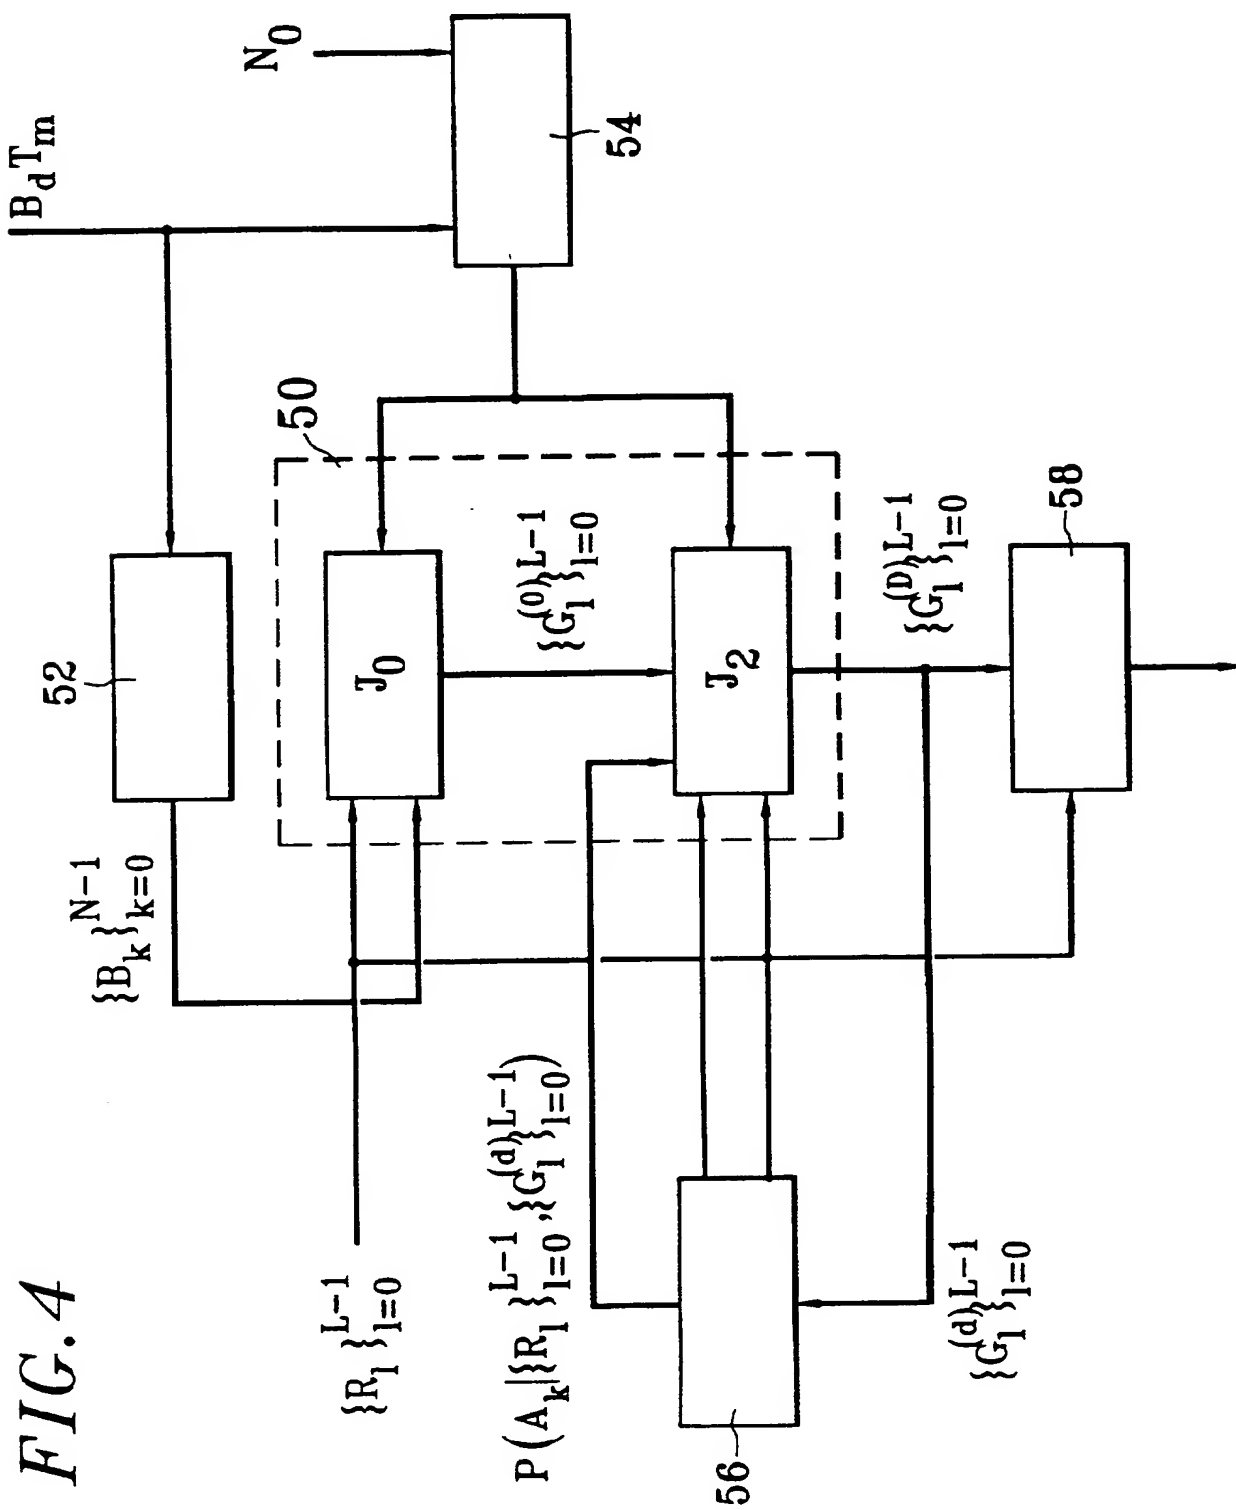 FIG.4
{R_l}_{l=0}^{L-1}
{B_k}_{k=0}^{N-1}
52
B_d T_m
N_0
54
50
J_0
{G_l^{(0)}}_{l=0}^{L-1}
J_2
P(A_k|{R_l}_{l=0}^{L-1},{G_l^{(d)}}_{l=0}^{L-1})
56
{G_l^{(d)}}_{l=0}^{L-1}
{G_l^{(D)}}_{l=0}^{L-1}
58